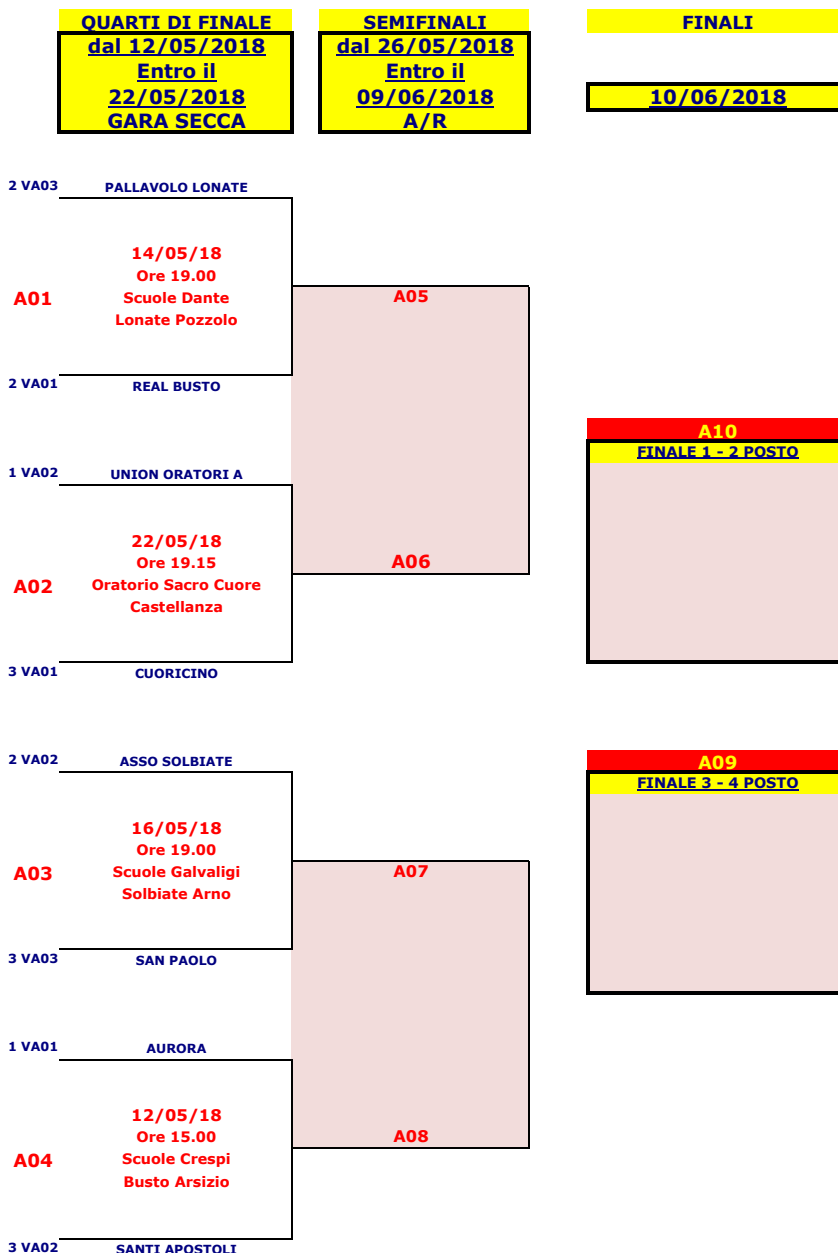 QUARTI DI FINALE
dal 12/05/2018
Entro il
22/05/2018
GARA SECCA
SEMIFINALI
dal 26/05/2018
Entro il
09/06/2018
A/R
FINALI
10/06/2018
2 VA03 PALLAVOLO LONATE
14/05/18
Ore 19.00
A01 Scuole Dante
Lonate Pozzolo
2 VA01 REAL BUSTO
1 VA02 UNION ORATORI A
22/05/18
Ore 19.15
A02 Oratorio Sacro Cuore
Castellanza
3 VA01 CUORICINO
2 VA02 ASSO SOLBIATE
16/05/18
Ore 19.00
A03 Scuole Galvaligi
Solbiate Arno
3 VA03 SAN PAOLO
1 VA01 AURORA
12/05/18
Ore 15.00
A04 Scuole Crespi
Busto Arsizio
3 VA02 SANTI APOSTOLI
A05
A06
A07
A08
A10
FINALE 1 - 2 POSTO
A09
FINALE 3 - 4 POSTO